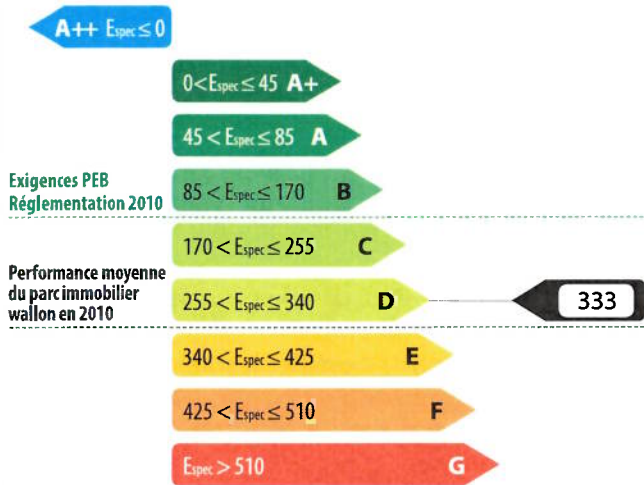 A++ Espec ≤ 0
0 < Espec ≤ 45 A+
45 < Espec ≤ 85 A
Exigences PEB
Réglementation 2010
85 < Espec ≤ 170 B
170 < Espec ≤ 255 C
Performance moyenne
du parc immobilier
wallon en 2010
255 < Espec ≤ 340 D
333
340 < Espec ≤ 425 E
425 < Espec ≤ 510 F
Espec > 510 G